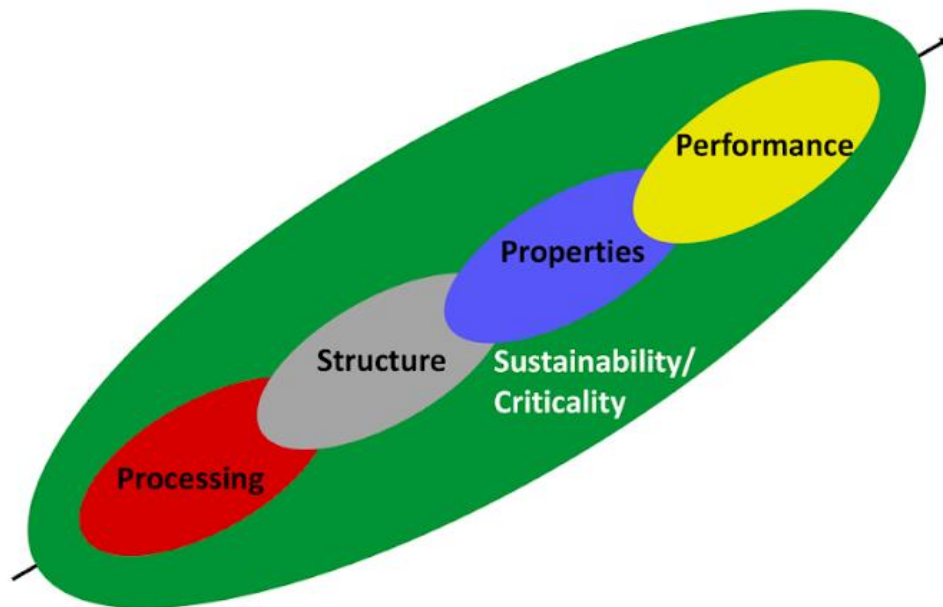 Performance
Properties
Structure
Sustainability/
Criticality
Processing